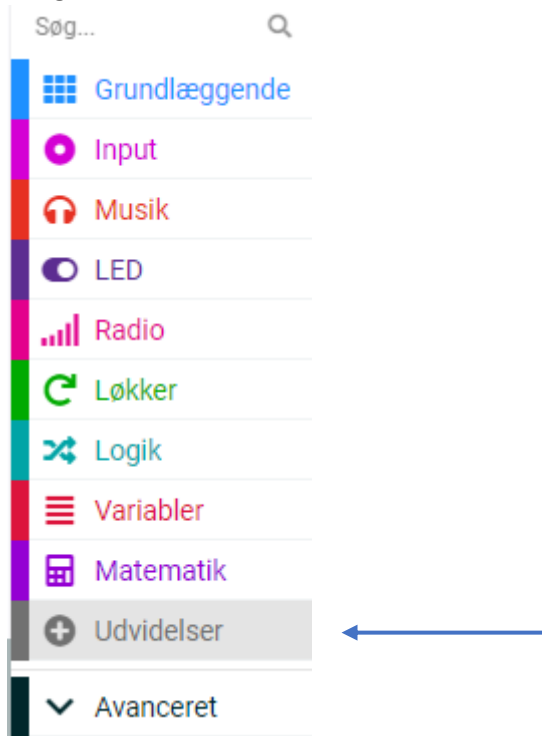 Søg...
Grundlæggende
Input
Musik
LED
Radio
Løkker
Logik
Variabler
Matematik
Udvidelser
Avanceret